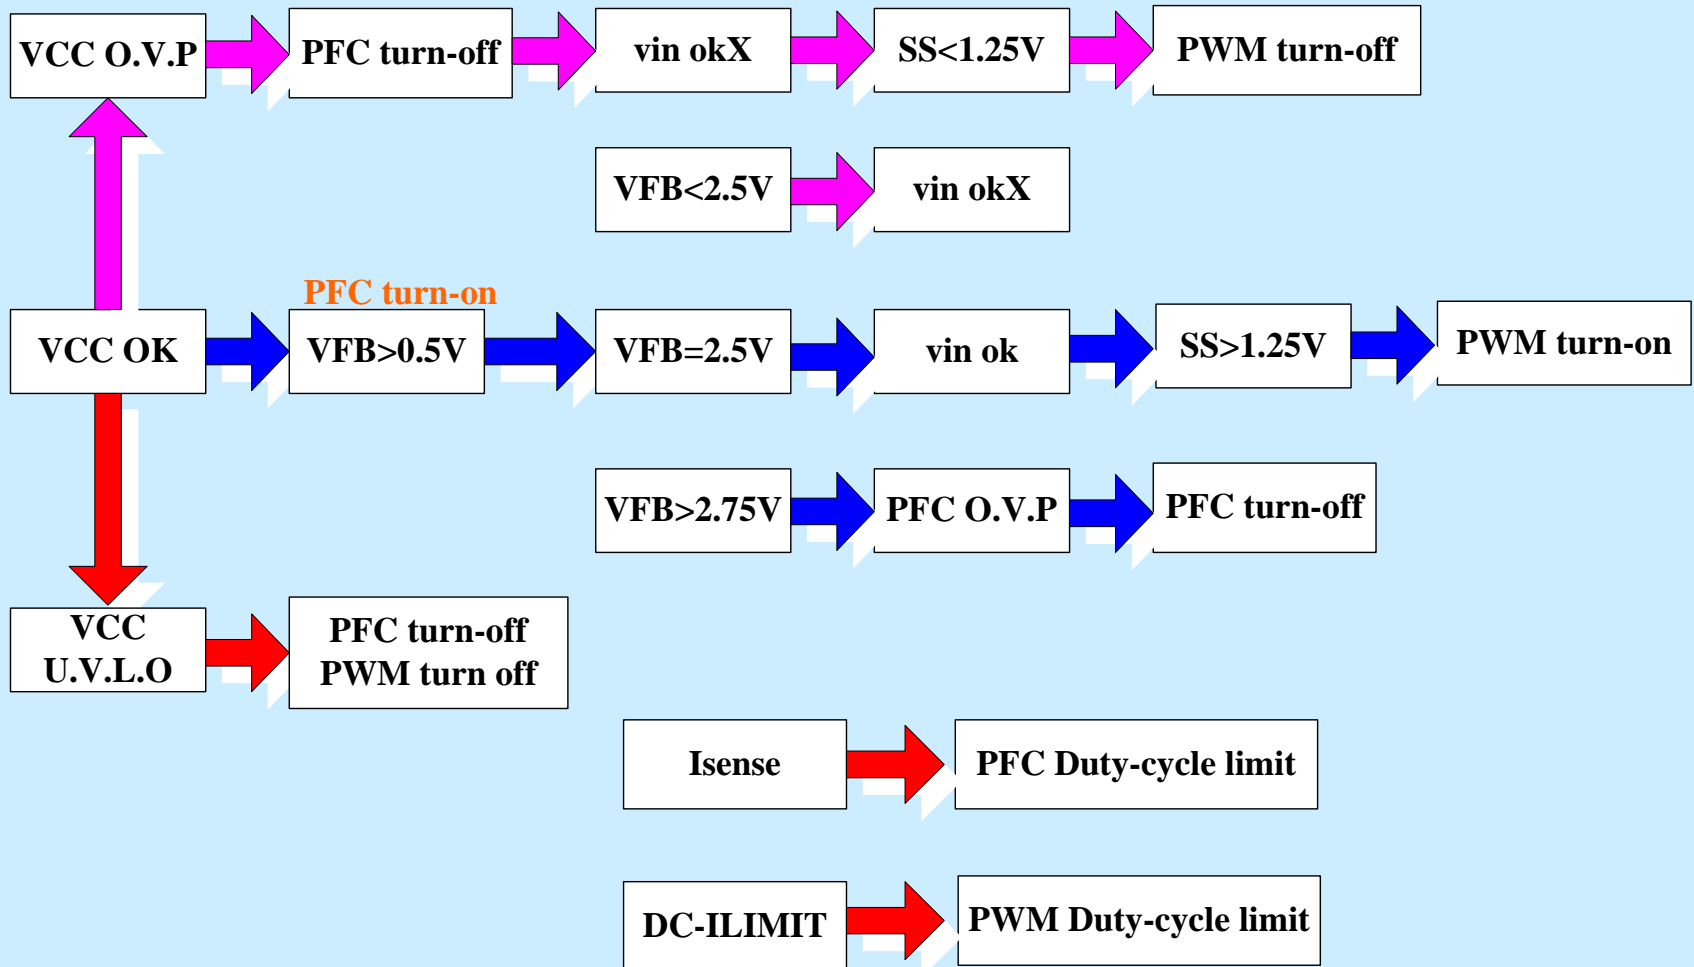 VCC O.V.P
PFC turn-off
vin okX
SS<1.25V
PWM turn-off
VFB<2.5V
vin okX
PFC turn-on
VCC OK
VFB>0.5V
VFB=2.5V
vin ok
SS>1.25V
PWM turn-on
VFB>2.75V
PFC O.V.P
PFC turn-off
VCC
U.V.L.O
PFC turn-off
PWM turn off
Isense
PFC Duty-cycle limit
DC-ILIMIT
PWM Duty-cycle limit